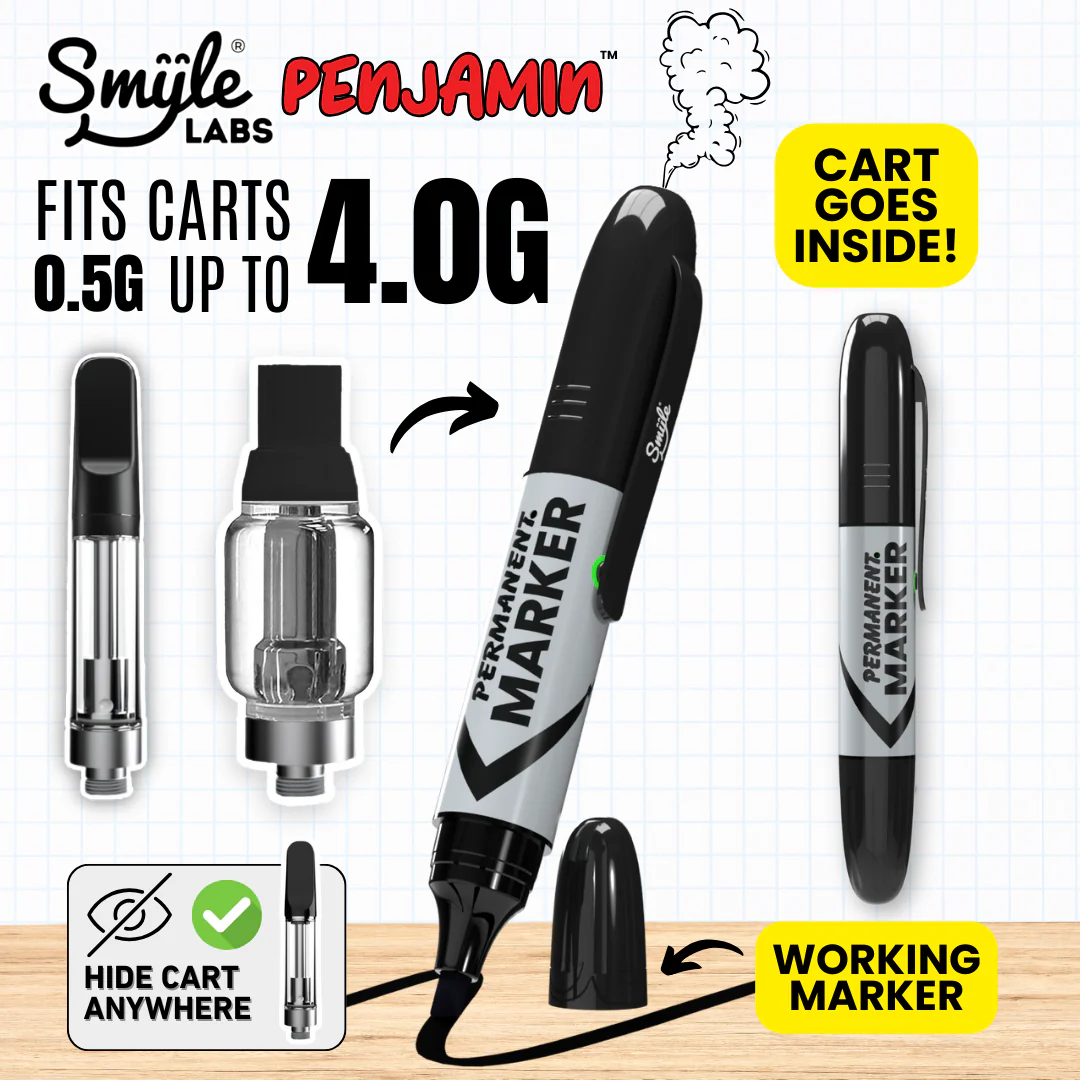 Smÿle® PENJAMIN™
LABS
FITS CARTS
0.5G UP TO
4.0G
CART
GOES
INSIDE!
Smÿle
PERMANENT.
MARKER
PERMANENT.
MARKER
HIDE CART
ANYWHERE
WORKING
MARKER